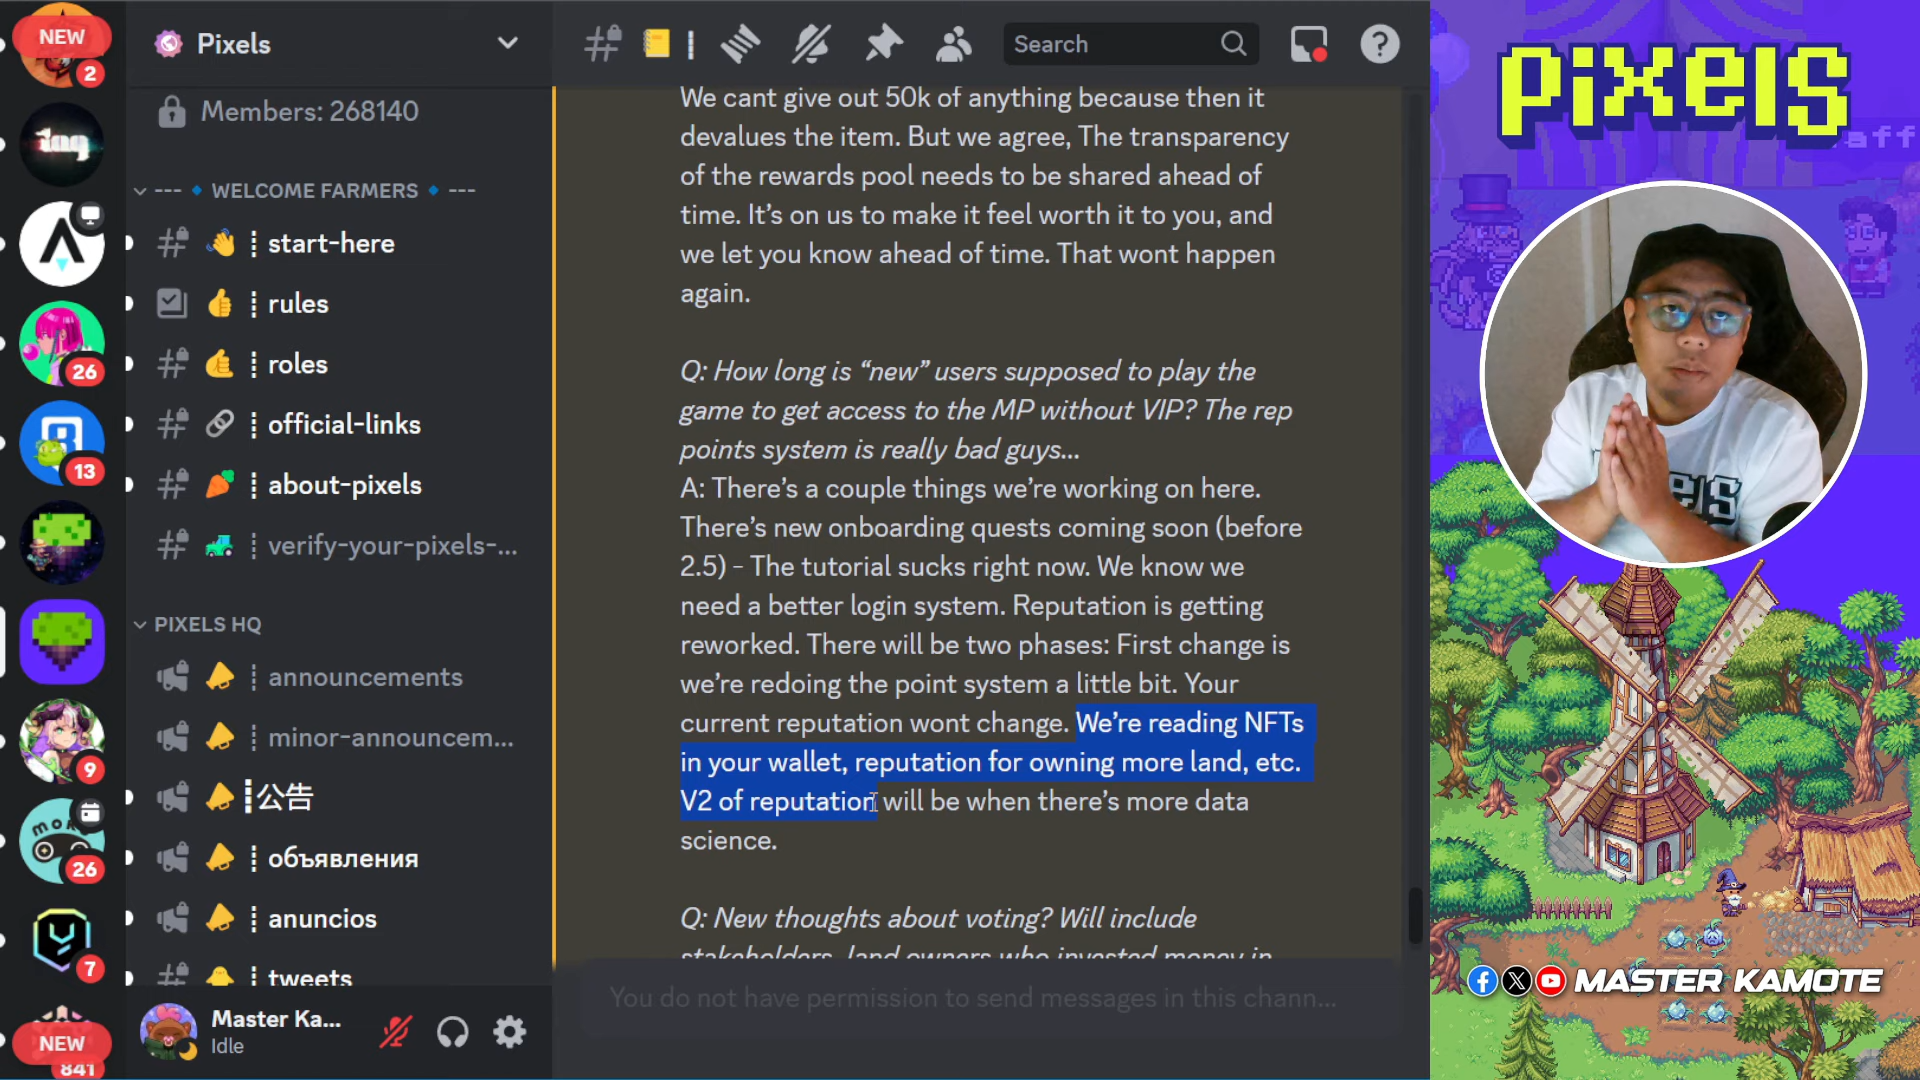 NEW
2
ınq
26
13
9
MOK
26
7
NEW
841
Pixels
Members: 268140
--- WELCOME FARMERS ---
start-here
rules
roles
official-links
about-pixels
verify-your-pixels-...
PIXELS HQ
announcements
minor-announcem...
公告
объявления
anuncios
tweets
Master Ka...
Idle
Search
We cant give out 50k of anything because then it
devalues the item. But we agree, The transparency
of the rewards pool needs to be shared ahead of
time. It’s on us to make it feel worth it to you, and
we let you know ahead of time. That wont happen
again.
Q: How long is “new” users supposed to play the
game to get access to the MP without VIP? The rep
points system is really bad guys...
A: There’s a couple things we’re working on here.
There’s new onboarding quests coming soon (before
2.5) - The tutorial sucks right now. We know we
need a better login system. Reputation is getting
reworked. There will be two phases: First change is
we’re redoing the point system a little bit. Your
current reputation wont change. We’re reading NFTs
in your wallet, reputation for owning more land, etc.
V2 of reputation will be when there’s more data
science.
Q: New thoughts about voting? Will include
stakeholders, land owners who invested money in
You do not have permission to send messages in this chann...
pixels
aff
MASTER KAMOTE